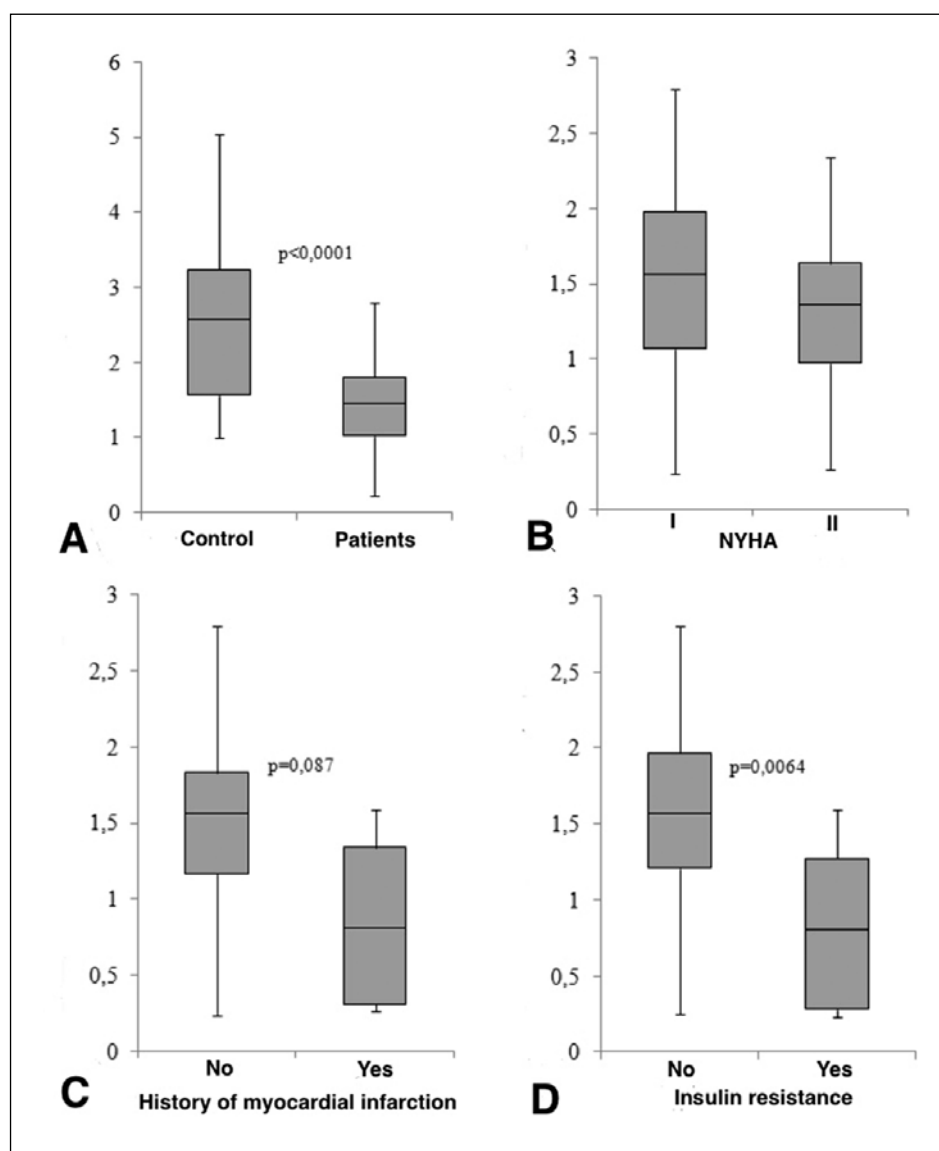 6
5
4
3
2
1
0
p<0,0001
Control Patients
A
3
2,5
2
1,5
1
0,5
0
I II
NYHA
B
3
2,5
2
1,5
1
0,5
0
p=0,087
No Yes
History of myocardial infarction
C
3
2,5
2
1,5
1
0,5
0
p=0,0064
No Yes
Insulin resistance
D